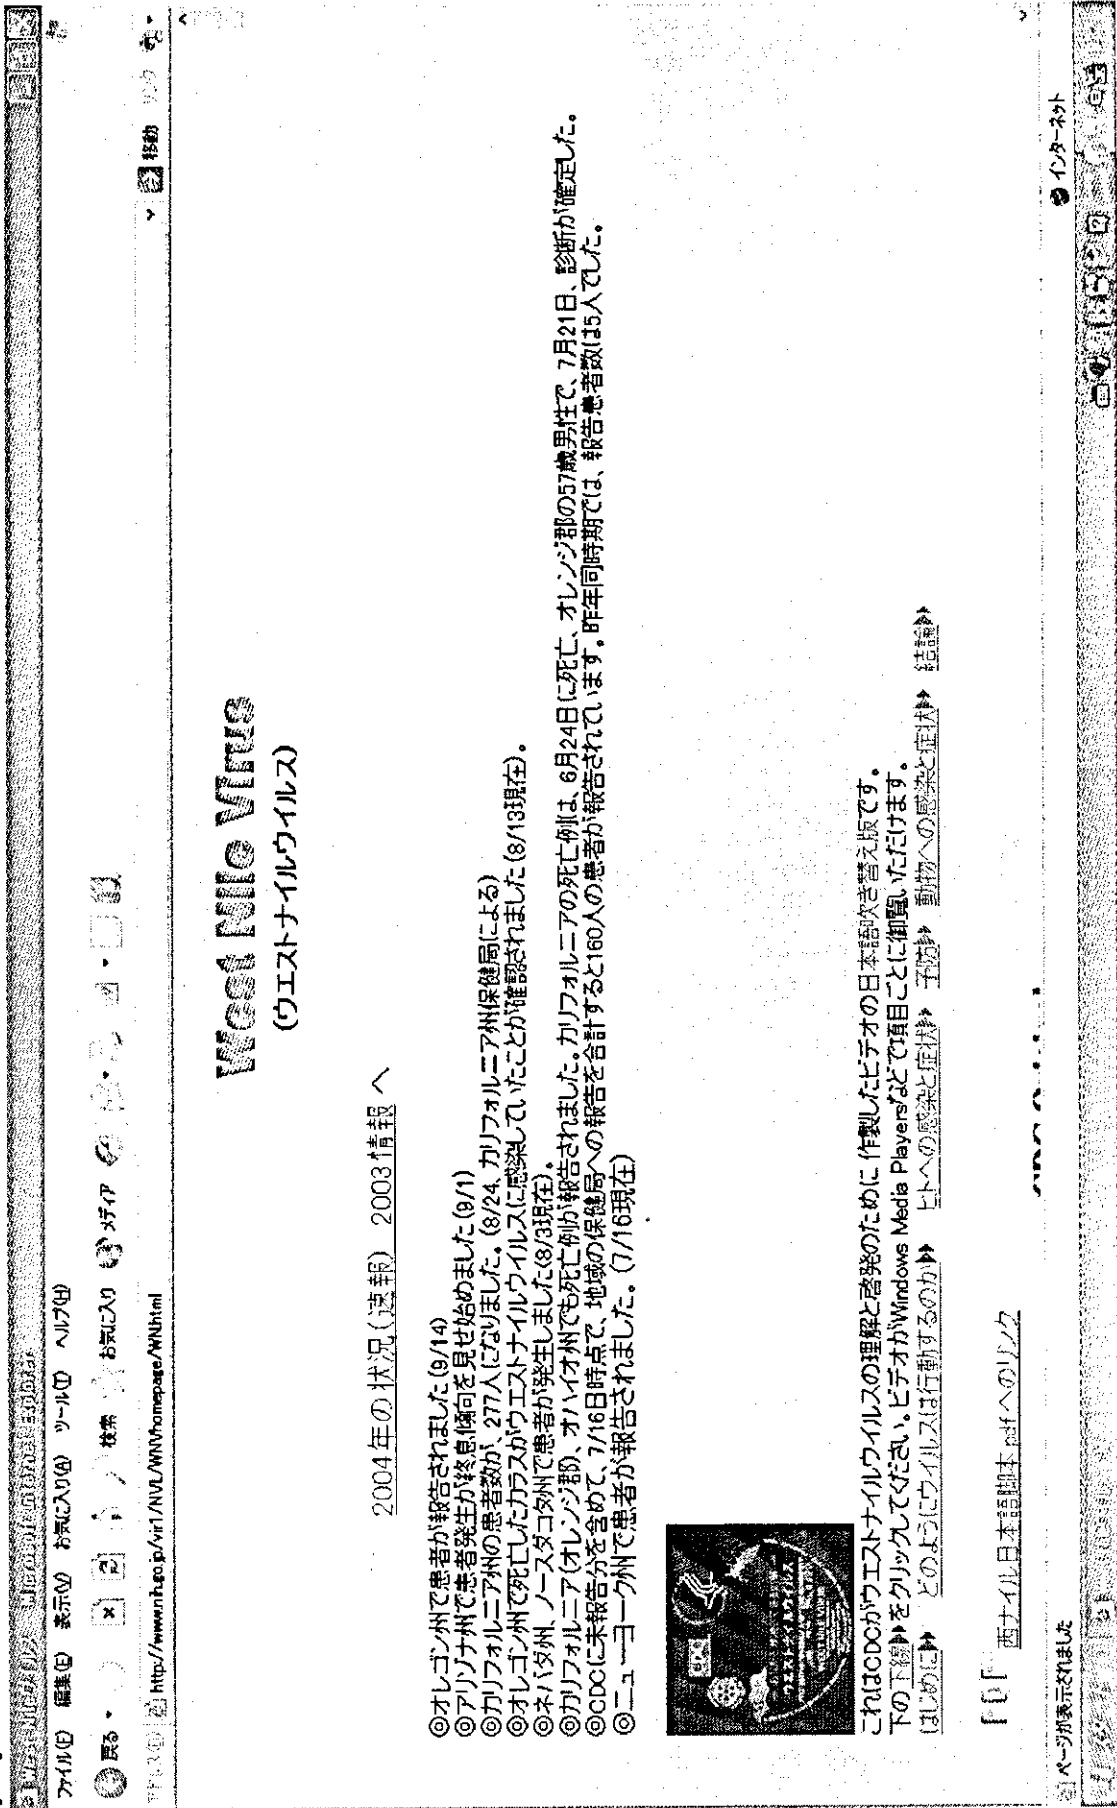 ファイル(F) 編集(E) 表示(V) お気に入り(A) ツール(T) ヘルプ(H)
戻る 検索 お気に入り メディア
http://www.nih.go.jp/vir1/NVL/WNVhomepage/WN.html 移動 リンク
West Nile Virus
(ウエストナイルウイルス)
2004年の状況(速報) 2003情報 へ
◎オレゴン州で患者が報告されました(9/14)
◎アリゾナ州で患者発生が終息傾向を見せ始めました(9/1)
◎カリフォルニア州の患者数が、277人になりました。(8/24, カリフォルニア州保健局による)
◎オレゴン州で死亡したカラスがウエストナイルウイルスに感染していたことが確認されました(8/13現在)。
◎ネバダ州、ノースダコタ州で患者が発生しました(8/3現在)。
◎カリフォルニア(オレンジ郡)、オハイオ州でも死亡例が報告されました。カリフォルニアの死亡例は、6月24日に死亡、オレンジ郡の57歳男性で、7月21日、診断が確定した。
◎CDCに未報告分を含めて、7/16日時点で、地域の保健局への報告を合計すると160人の患者が報告されています。昨年同時期では、報告患者数は5人でした。
◎ニューヨーク州で患者が報告されました。(7/16現在)
CDC
これはCDCがウエストナイルウイルスの理解と啓発のために作製したビデオの日本語吹き替え版です。
下の下線▶▶をクリックしてください。ビデオがWindows Media Playersなどで項目ごとに御覧いただけます。
はじめに▶▶ どのようにウイルスは行動するのか▶▶ ヒトへの感染と症状▶▶ 予防▶▶ 動物への感染と症状▶▶ 結論▶▶
西ナイル日本語脚本.pdfへのリンク
ページが表示されました インターネット